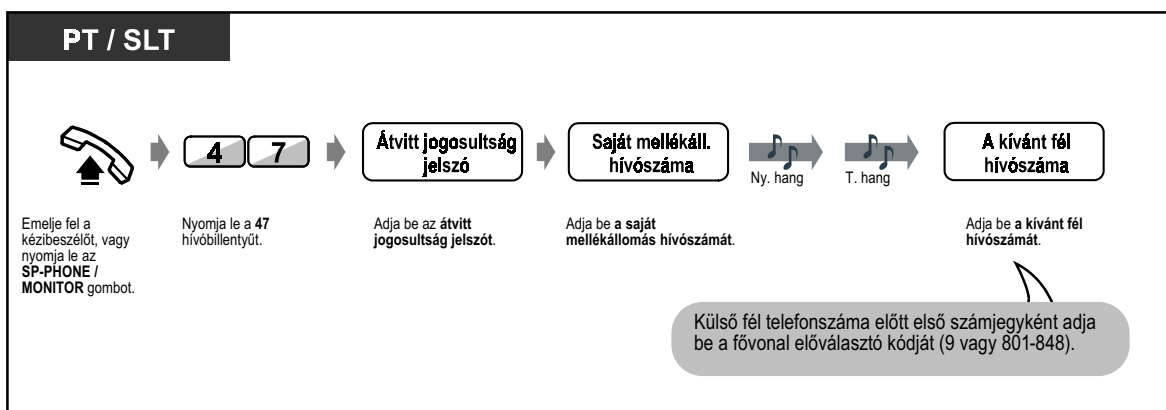 PT / SLT
4 7
Átvitt jogosultság
jelszó
Saját mellékáll.
hívószáma
Ny. hang
T. hang
A kívánt fél
hívószáma
Emelje fel a
kézibeszélőt, vagy
nyomja le az
SP-PHONE /
MONITOR gombot.
Nyomja le a 47
hívóbillentyűt.
Adja be az átvitt
jogosultság jelszót.
Adja be a saját
mellékállomás hívószámát.
Adja be a kívánt fél
hívószámát.
Külső fél telefonszáma előtt első számjegyként adja
be a fővonal előválasztó kódját (9 vagy 801-848).